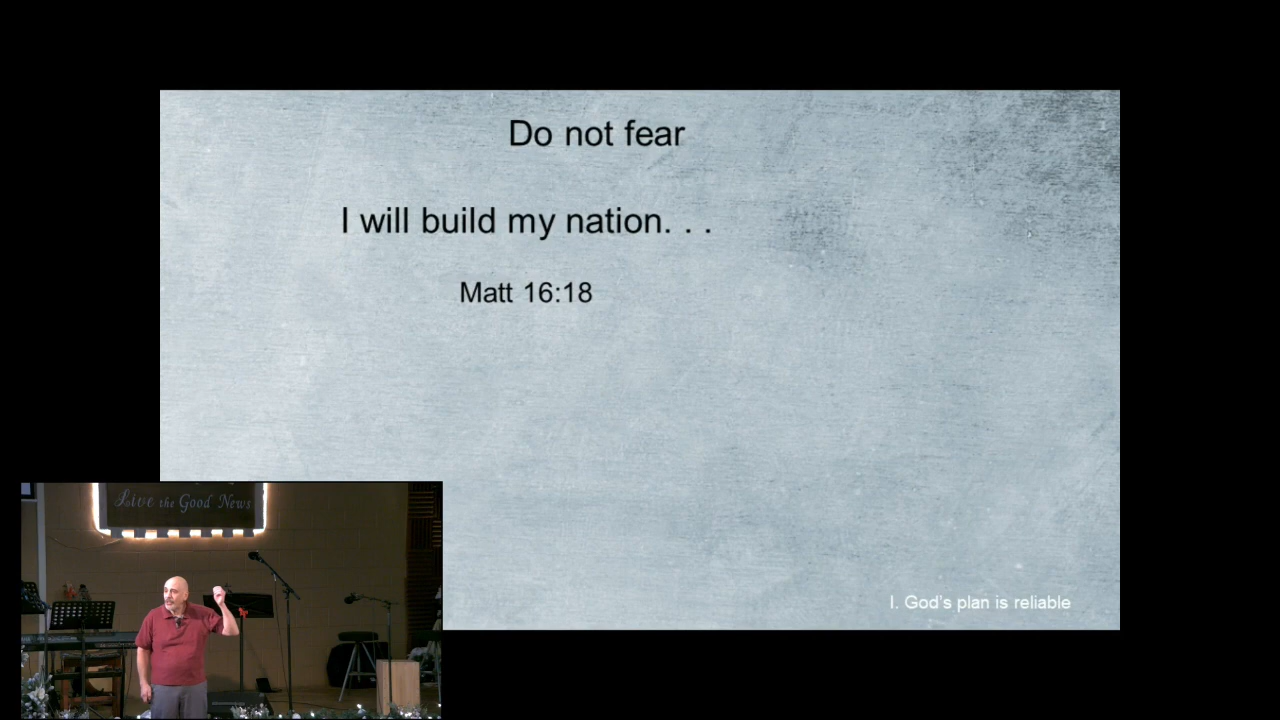 Do not fear
I will build my nation. . .
Matt 16:18
I. God's plan is reliable
Live the Good News